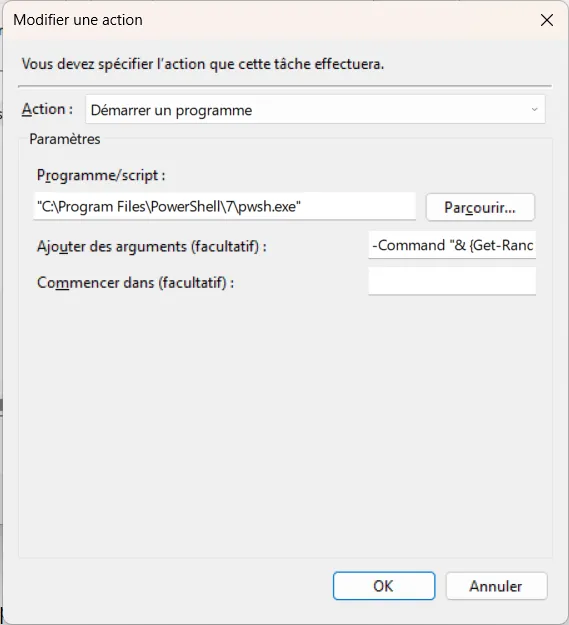 Modifier une action
Vous devez spécifier l'action que cette tâche effectuera.
Action : Démarrer un programme
Paramètres
Programme/script :
"C:\Program Files\PowerShell\7\pwsh.exe" Parcourir...
Ajouter des arguments (facultatif) : -Command "& {Get-Ranc
Commencer dans (facultatif) :
OK Annuler